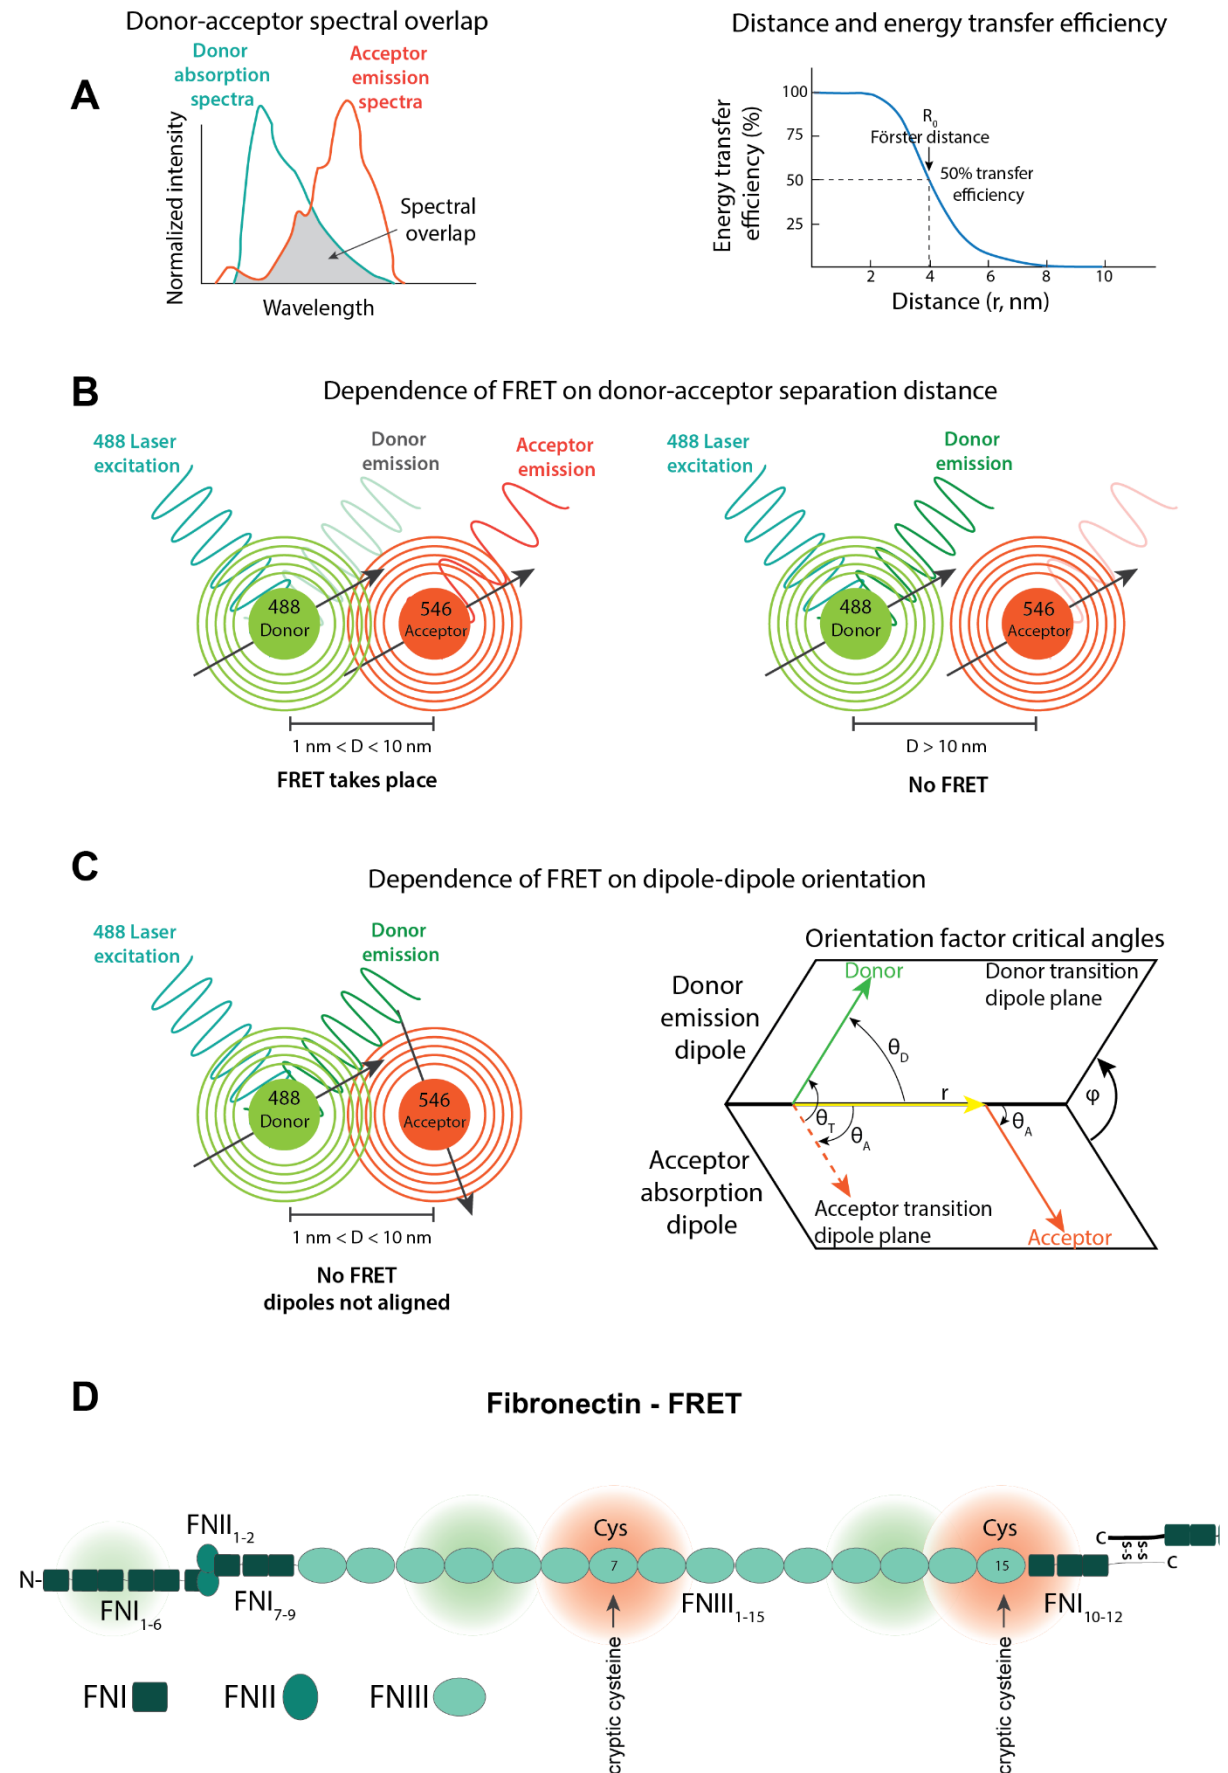 Donor-acceptor spectral overlap
Distance and energy transfer efficiency
A
Donor
absorption
spectra
Acceptor
emission
spectra
Normalized intensity
Spectral
overlap
Wavelength
Energy transfer
efficiency (%)
100
75
50
25
R0
Förster distance
50% transfer
efficiency
2 4 6 8 10
Distance (r, nm)
B
Dependence of FRET on donor-acceptor separation distance
488 Laser
excitation
Donor
emission
Acceptor
emission
488
Donor
546
Acceptor
1 nm < D < 10 nm
FRET takes place
488 Laser
excitation
Donor
emission
488
Donor
546
Acceptor
D > 10 nm
No FRET
C
Dependence of FRET on dipole-dipole orientation
488 Laser
excitation
Donor
emission
488
Donor
546
Acceptor
1 nm < D < 10 nm
No FRET
dipoles not aligned
Orientation factor critical angles
Donor
emission
dipole
Donor
Donor transition
dipole plane
θD
r
θT
θA
θA
φ
Acceptor
absorption
dipole
Acceptor transition
dipole plane
Acceptor
D
Fibronectin - FRET
N-
FNI1-6
FNII1-2
FNI7-9
Cys
7
FNIII1-15
Cys
15
FNI10-12
C
S-S
S-S
C
cryptic cysteine
cryptic cysteine
FNI
FNII
FNIII